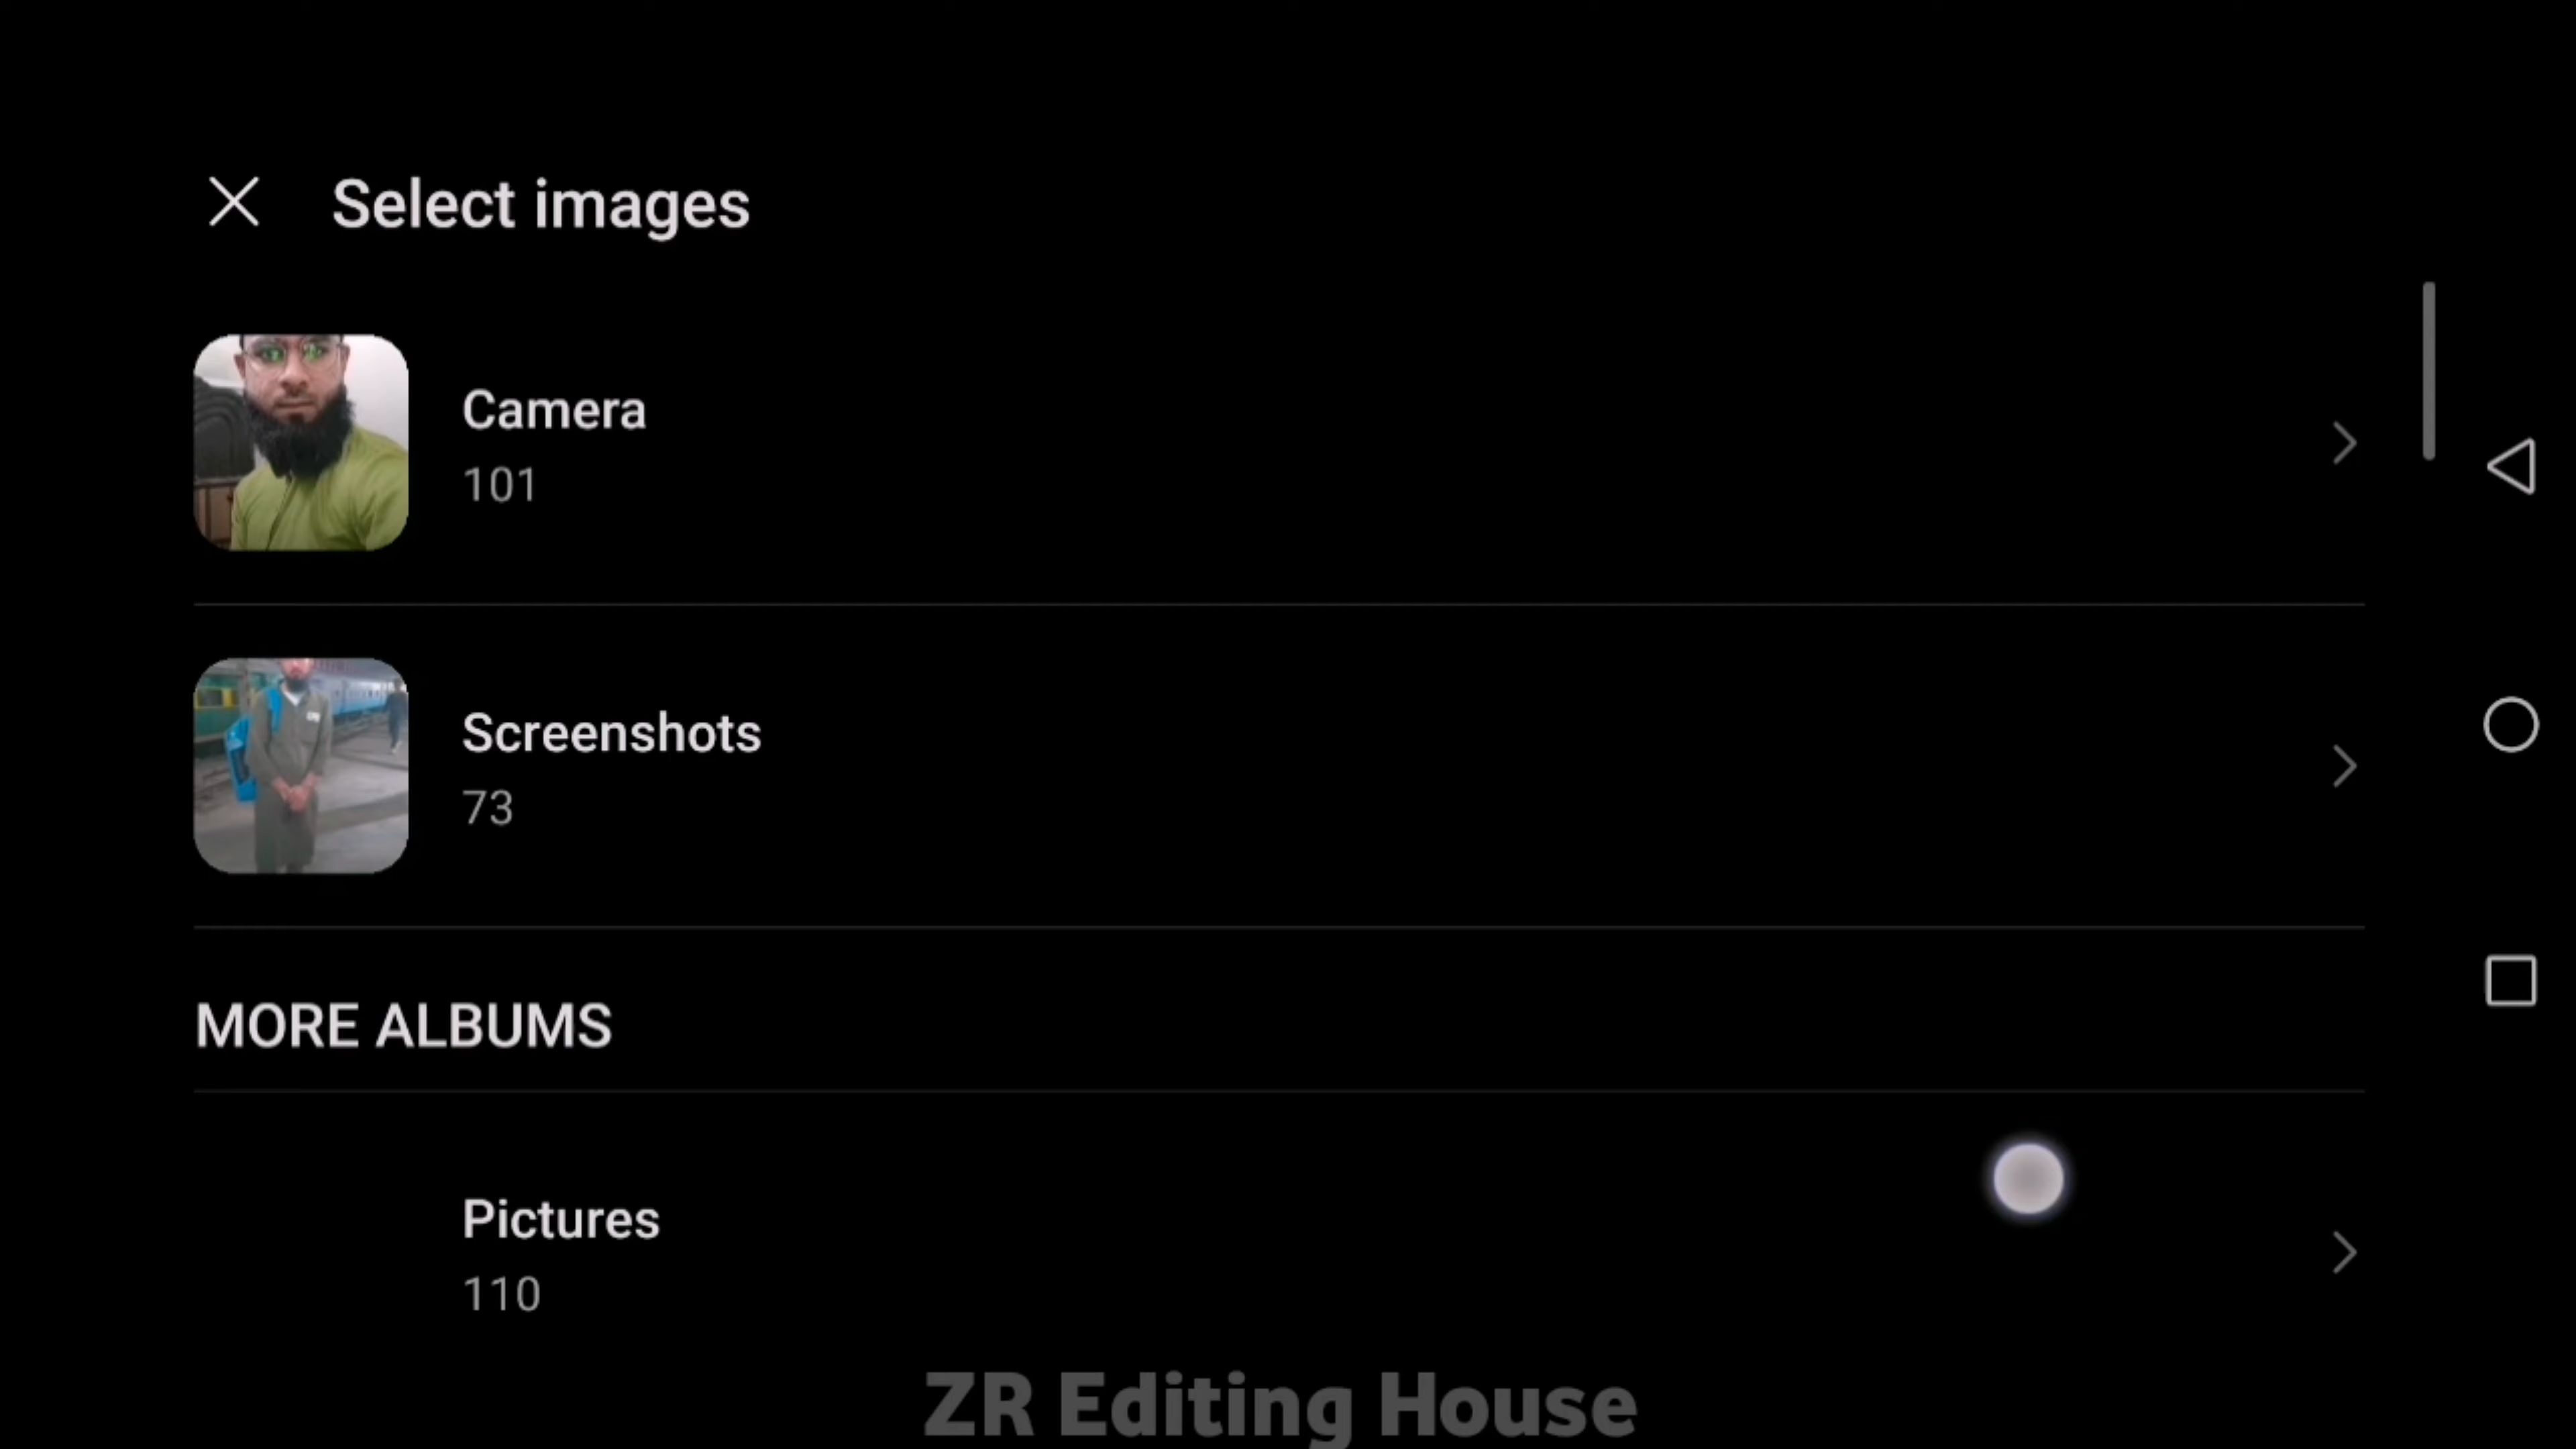 Select images
Camera
101
Screenshots
73
MORE ALBUMS
Pictures
110
ZR Editing House